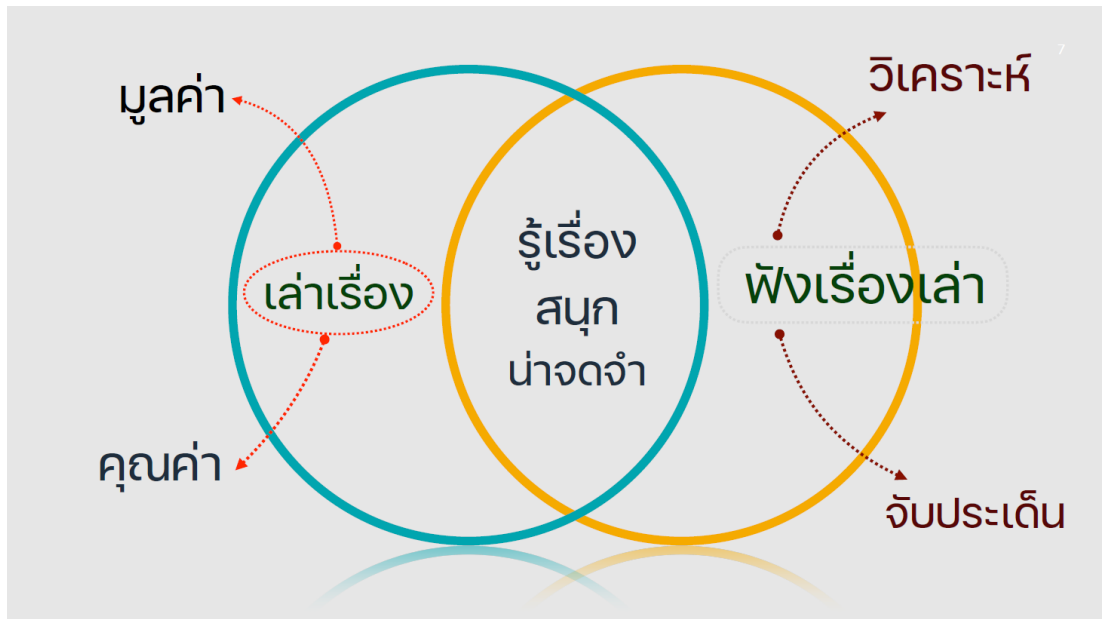 7
มูลค่า
วิเคราะห์
รู้เรื่อง
สนุก
น่าจดจำ
เล่าเรื่อง
ฟังเรื่องเล่า
คุณค่า
จับประเด็น